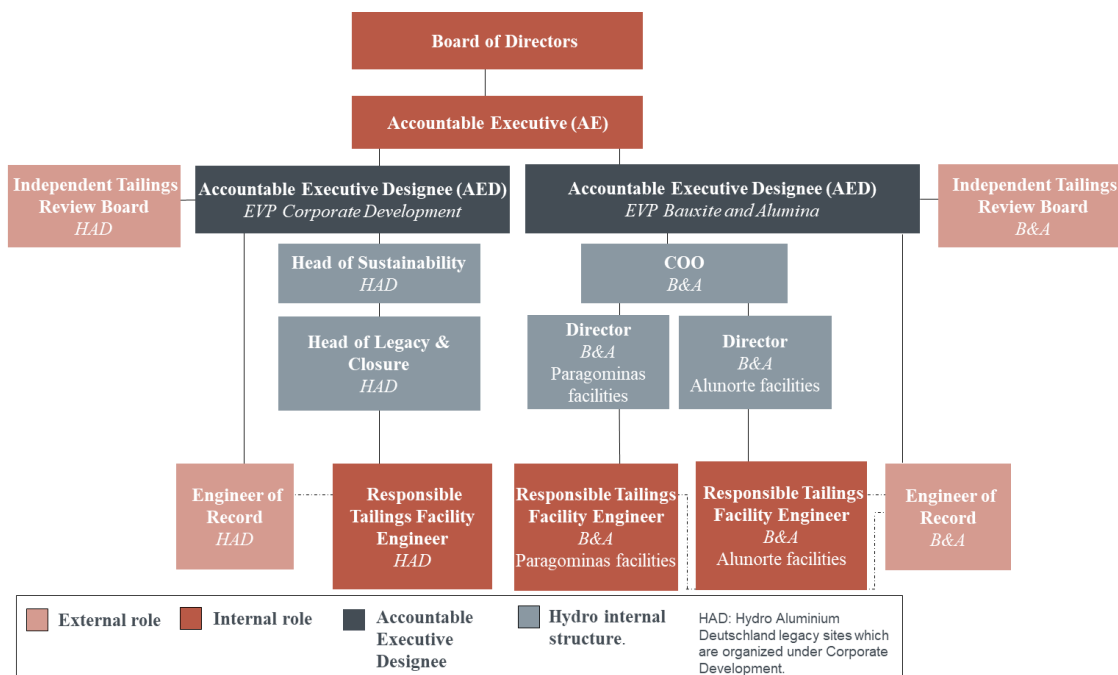 Board of Directors
Accountable Executive (AE)
Independent Tailings
Review Board
HAD
Accountable Executive Designee (AED)
EVP Corporate Development
Accountable Executive Designee (AED)
EVP Bauxite and Alumina
Independent Tailings
Review Board
B&A
Head of Sustainability
HAD
COO
B&A
Head of Legacy &
Closure
HAD
Director
B&A
Paragominas
facilities
Director
B&A
Alunorte facilities
Engineer of
Record
HAD
Responsible
Tailings Facility
Engineer
HAD
Responsible Tailings
Facility Engineer
B&A
Paragominas facilities
Responsible Tailings
Facility Engineer
B&A
Alunorte facilities
Engineer of
Record
B&A
External role
Internal role
Accountable
Executive
Designee
Hydro internal
structure.
HAD: Hydro Aluminium
Deutschland legacy sites which
are organized under Corporate
Development.